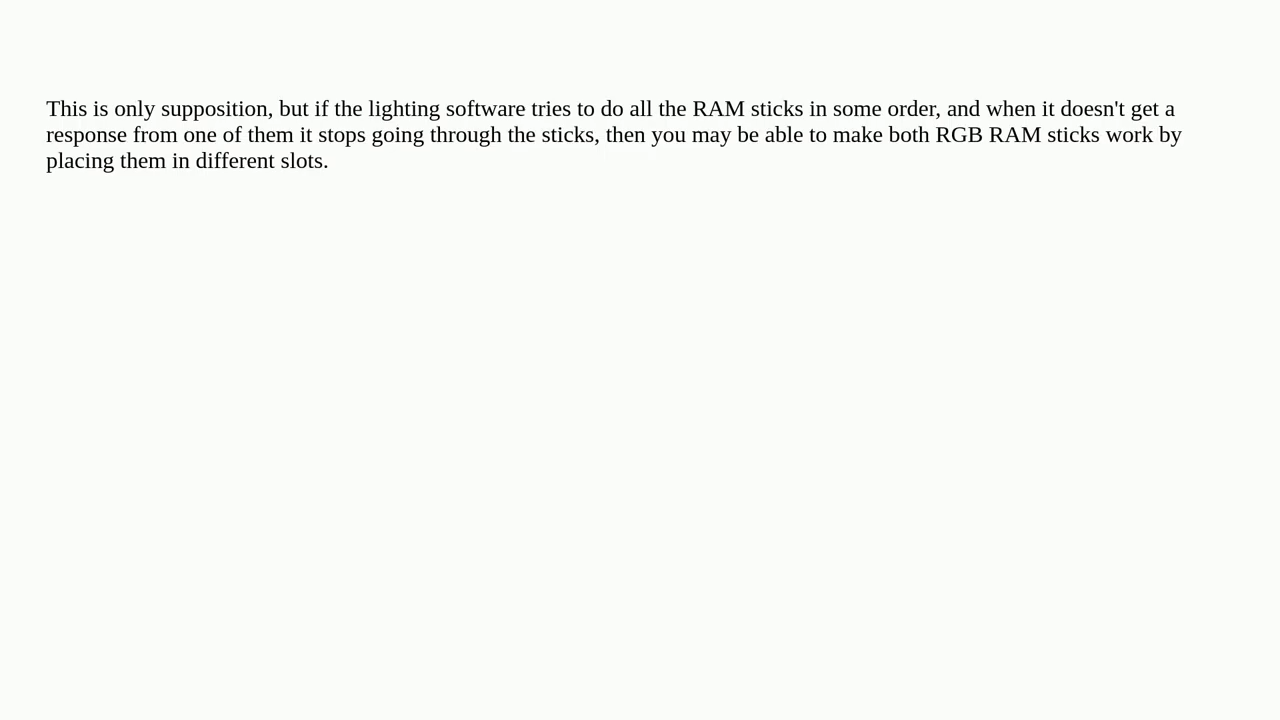 This is only supposition, but if the lighting software tries to do all the RAM sticks in some order, and when it doesn't get a
response from one of them it stops going through the sticks, then you may be able to make both RGB RAM sticks work by
placing them in different slots.